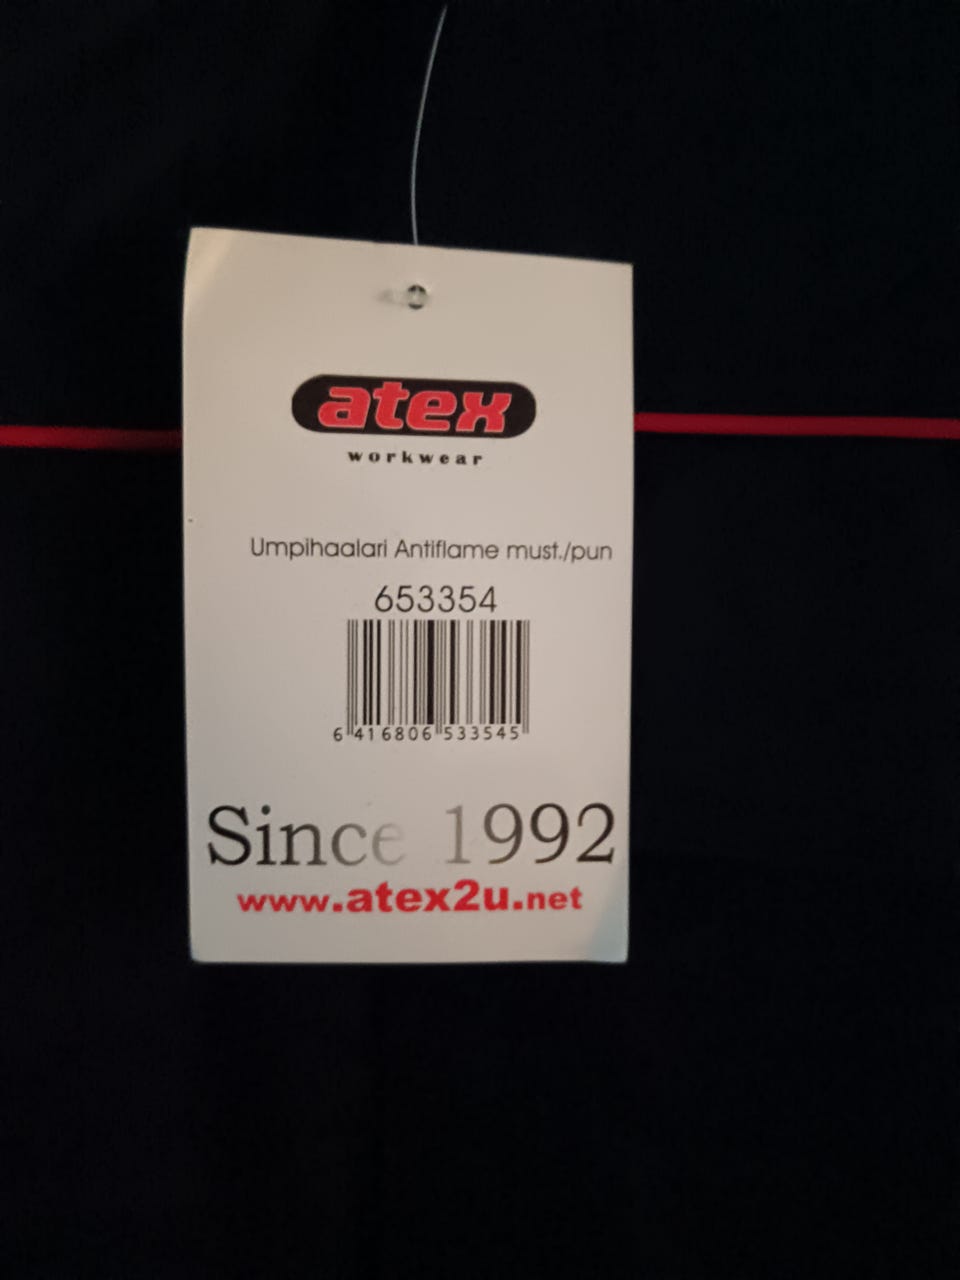 atex
workwear
Umpihaalari Antiflame must./pun
653354
6 416806 533545
Since 1992
www.atex2u.net